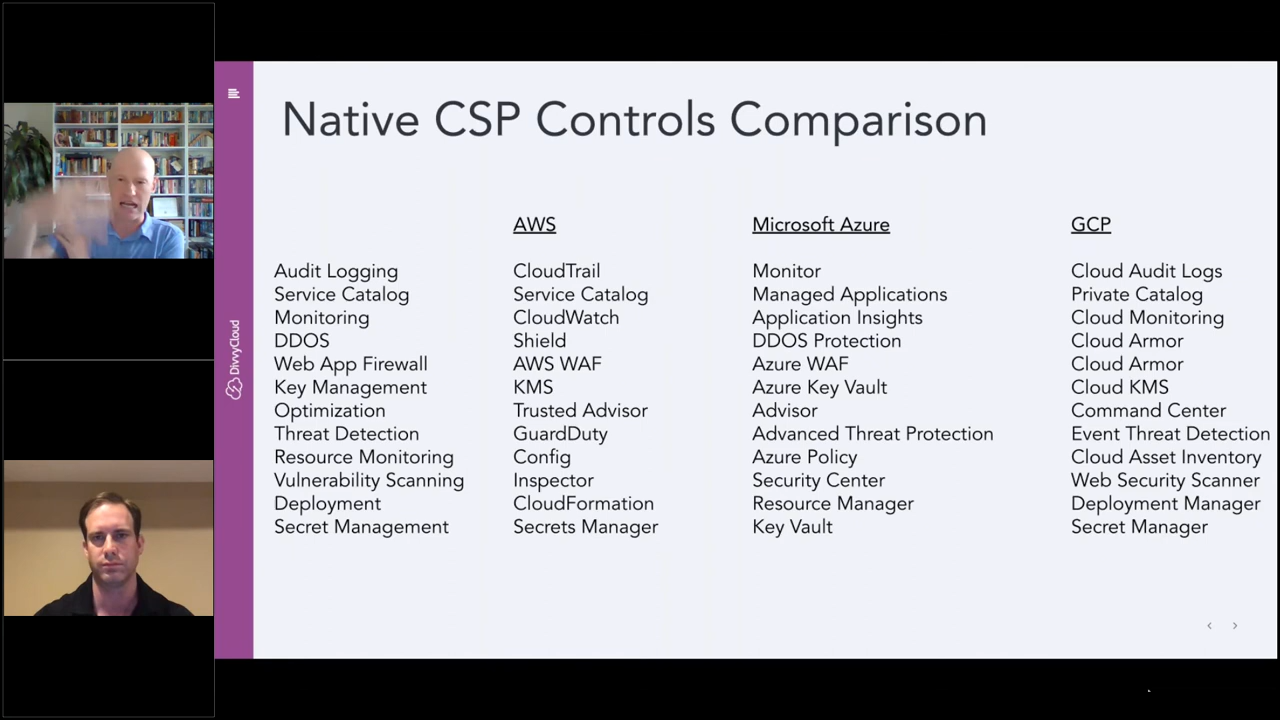 Native CSP Controls Comparison
AWS Microsoft Azure GCP
Audit Logging CloudTrail Monitor Cloud Audit Logs
Service Catalog Service Catalog Managed Applications Private Catalog
Monitoring CloudWatch Application Insights Cloud Monitoring
DDOS Shield DDOS Protection Cloud Armor
Web App Firewall AWS WAF Azure WAF Cloud Armor
Key Management KMS Azure Key Vault Cloud KMS
Optimization Trusted Advisor Advisor Command Center
Threat Detection GuardDuty Advanced Threat Protection Event Threat Detection
Resource Monitoring Config Azure Policy Cloud Asset Inventory
Vulnerability Scanning Inspector Security Center Web Security Scanner
Deployment CloudFormation Resource Manager Deployment Manager
Secret Management Secrets Manager Key Vault Secret Manager
DivvyCloud